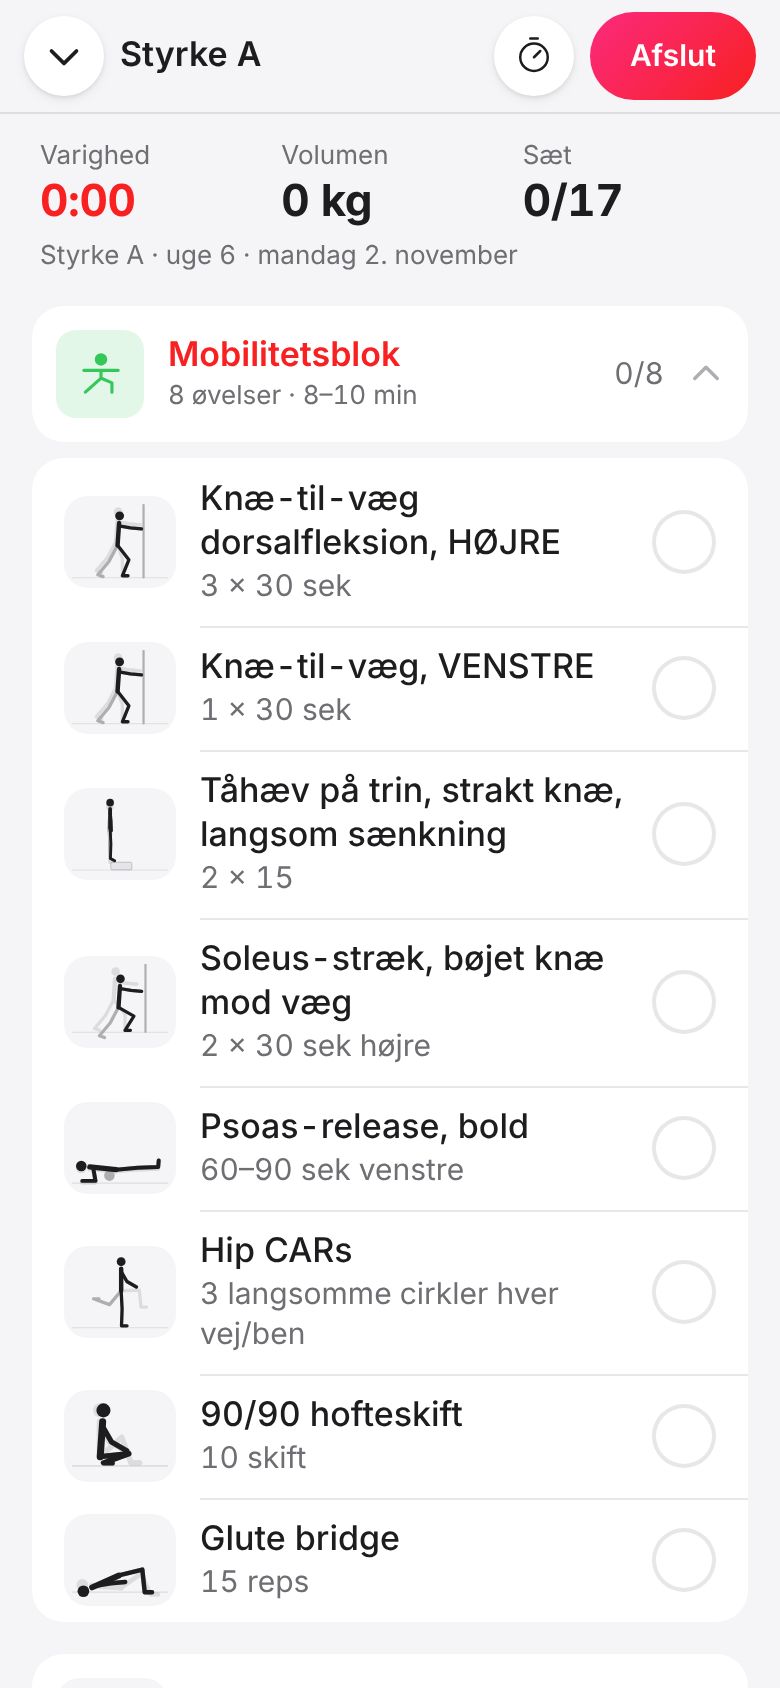 Styrke A
Afslut
Varighed
Volumen
Sæt
0:00
0 kg
0/17
Styrke A · uge 6 · mandag 2. november
Mobilitetsblok
8 øvelser · 8–10 min
0/8
Knæ-til-væg
dorsalfleksion, HØJRE
3 × 30 sek
Knæ-til-væg, VENSTRE
1 × 30 sek
Tåhæv på trin, strakt knæ,
langsom sænkning
2 × 15
Soleus-stræk, bøjet knæ
mod væg
2 × 30 sek højre
Psoas-release, bold
60–90 sek venstre
Hip CARs
3 langsomme cirkler hver
vej/ben
90/90 hofteskift
10 skift
Glute bridge
15 reps